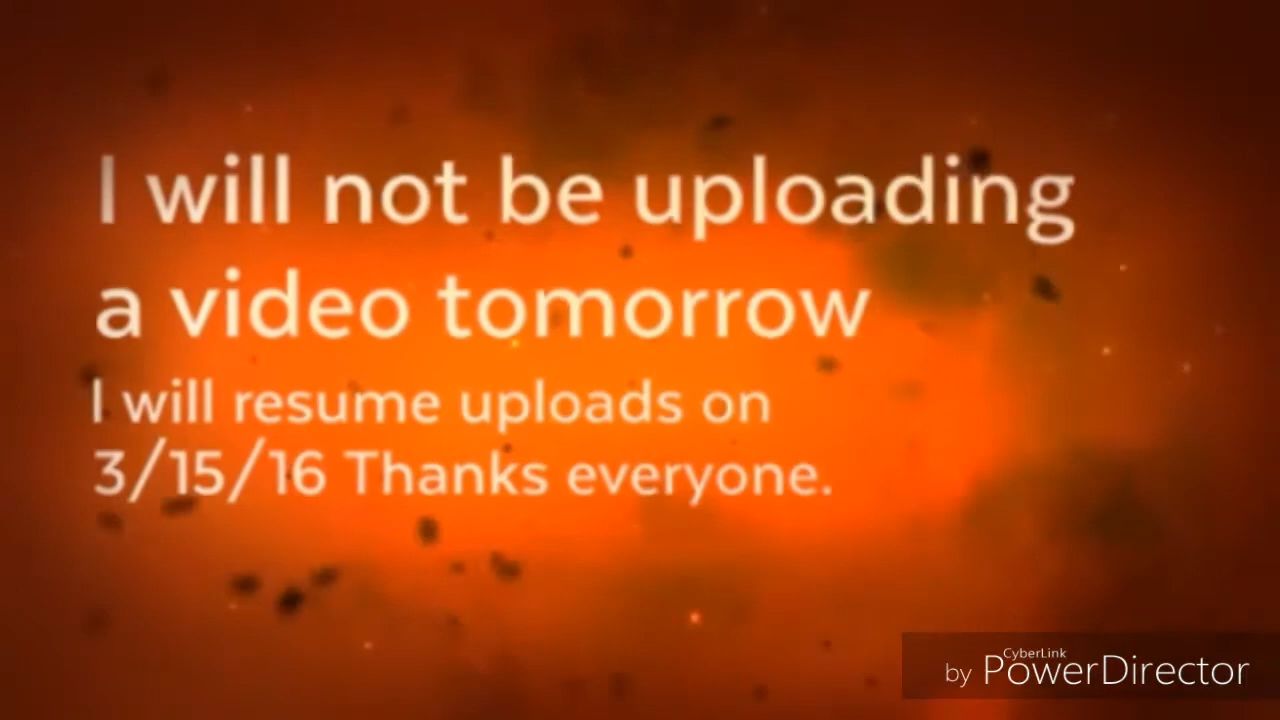 I will not be uploading
a video tomorrow
I will resume uploads on
3/15/16 Thanks everyone.
CyberLink
by PowerDirector